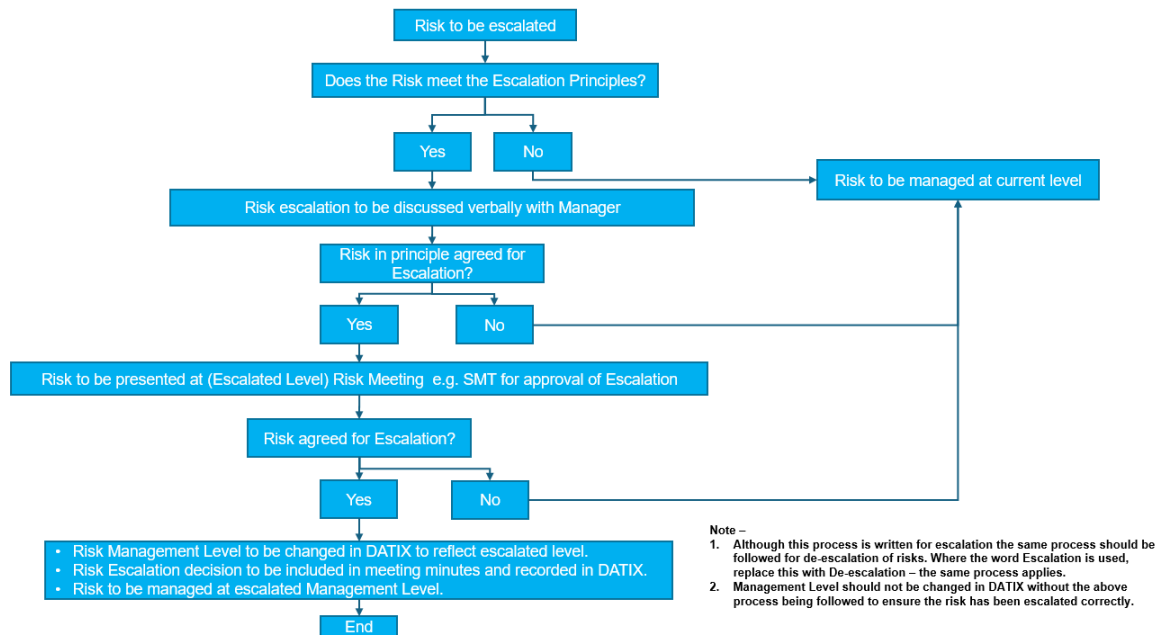 Risk to be escalated
Does the Risk meet the Escalation Principles?
Yes
No
Risk to be managed at current level
Risk escalation to be discussed verbally with Manager
Risk in principle agreed for
Escalation?
Yes
No
Risk to be presented at (Escalated Level) Risk Meeting  e.g. SMT for approval of Escalation
Risk agreed for Escalation?
Yes
No
• Risk Management Level to be changed in DATIX to reflect escalated level.
• Risk Escalation decision to be included in meeting minutes and recorded in DATIX.
• Risk to be managed at escalated Management Level.
End
Note –
1. Although this process is written for escalation the same process should be
followed for de-escalation of risks. Where the word Escalation is used,
replace this with De-escalation – the same process applies.
2. Management Level should not be changed in DATIX without the above
process being followed to ensure the risk has been escalated correctly.